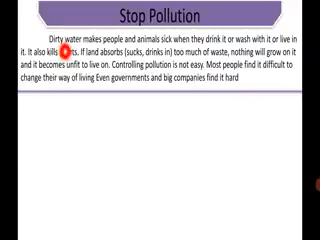 Stop Pollution
Dirty water makes people and animals sick when they drink it or wash with it or live in
it. It also kills If land absorbs (sucks, drinks in) too much of waste, nothing will grow on it
and it becomes unfit to live on. Controlling pollution is not easy. Most people find it difficult to
change their way of living Even governments and big companies find it hard